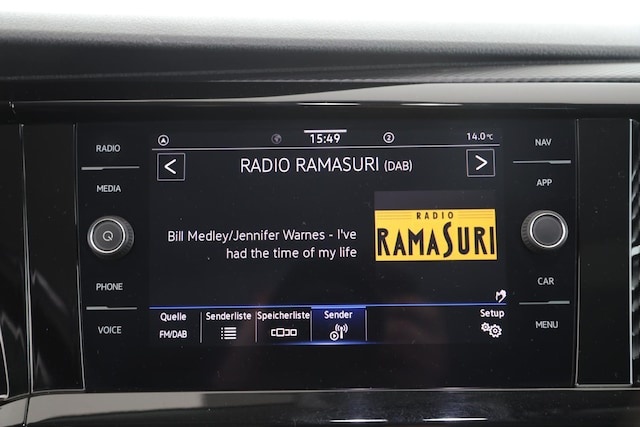 15:49
2
14.0°C
RADIO
NAV
RADIO RAMASURI (DAB)
MEDIA
APP
RADIO
RAMASURI
Bill Medley/Jennifer Warnes - I've
had the time of my life
PHONE
CAR
Quelle
Senderliste
Speicherliste
Sender
Setup
FM/DAB
VOICE
MENU